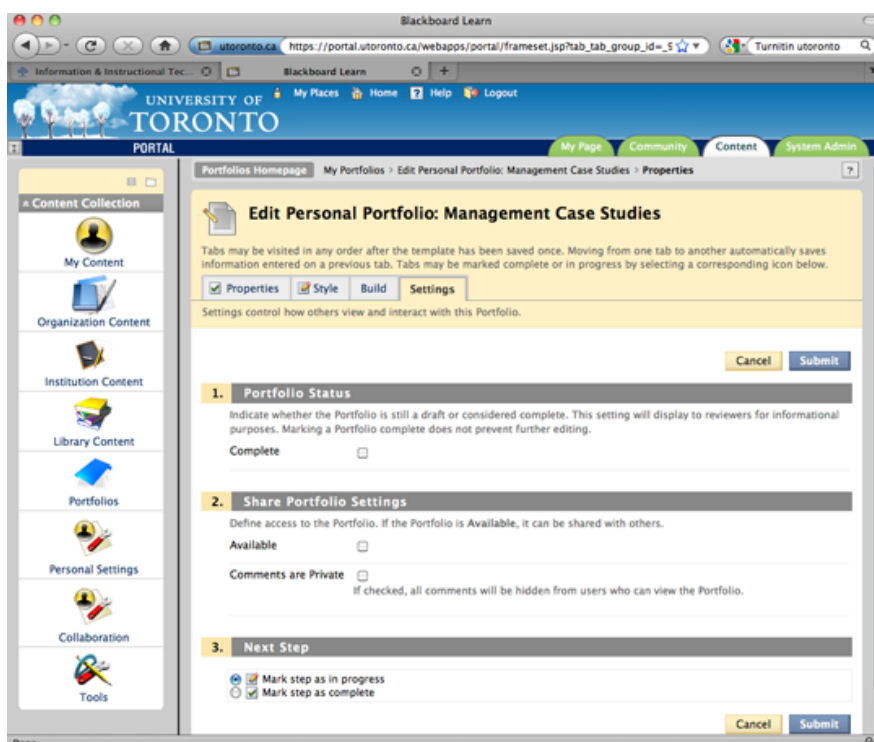 Blackboard Learn
utoronto.ca https://portal.utoronto.ca/webapps/portal/frameset.jsp?tab_tab_group_id=_5 Turnitin utoronto
Information & Instructional Tec... Blackboard Learn +
My Places Home ? Help Logout
UNIVERSITY OF
TORONTO
PORTAL
My Page Community Content System Admin
Portfolios Homepage My Portfolios > Edit Personal Portfolio: Management Case Studies > Properties ?
Content Collection
My Content
Organization Content
Institution Content
Library Content
Portfolios
Personal Settings
Collaboration
Tools
Edit Personal Portfolio: Management Case Studies
Tabs may be visited in any order after the template has been saved once. Moving from one tab to another automatically saves
information entered on a previous tab. Tabs may be marked complete or in progress by selecting a corresponding icon below.
Properties Style Build Settings
Settings control how others view and interact with this Portfolio.
Cancel Submit
1. Portfolio Status
Indicate whether the Portfolio is still a draft or considered complete. This setting will display to reviewers for informational
purposes. Marking a Portfolio complete does not prevent further editing.
Complete
2. Share Portfolio Settings
Define access to the Portfolio. If the Portfolio is Available, it can be shared with others.
Available
Comments are Private
If checked, all comments will be hidden from users who can view the Portfolio.
3. Next Step
Mark step as in progress
Mark step as complete
Cancel Submit